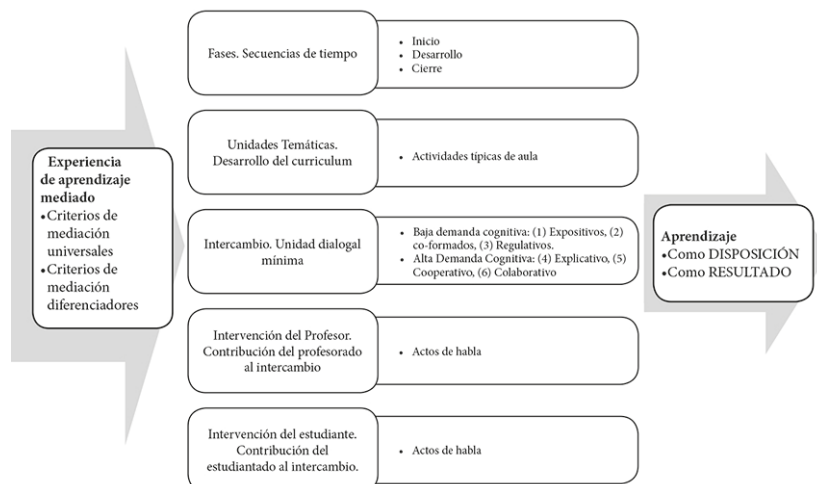 Experiencia
de aprendizaje
mediado
•Criterios de
mediación
universales
•Criterios de
mediación
diferenciadores
Fases. Secuencias de tiempo
• Inicio
• Desarrollo
• Cierre
Unidades Temáticas.
Desarrollo del curriculum
• Actividades típicas de aula
Intercambio. Unidad dialogal
mínima
• Baja demanda cognitiva: (1) Expositivos, (2)
co-formados, (3) Regulativos.
• Alta Demanda Cognitiva: (4) Explicativo, (5)
Cooperativo, (6) Colaborativo
Intervención del Profesor.
Contribución del profesorado
al intercambio
• Actos de habla
Intervención del estudiante.
Contribución del
estudiantado al intercambio.
• Actos de habla
Aprendizaje
•Como DISPOSICIÓN
•Como RESULTADO